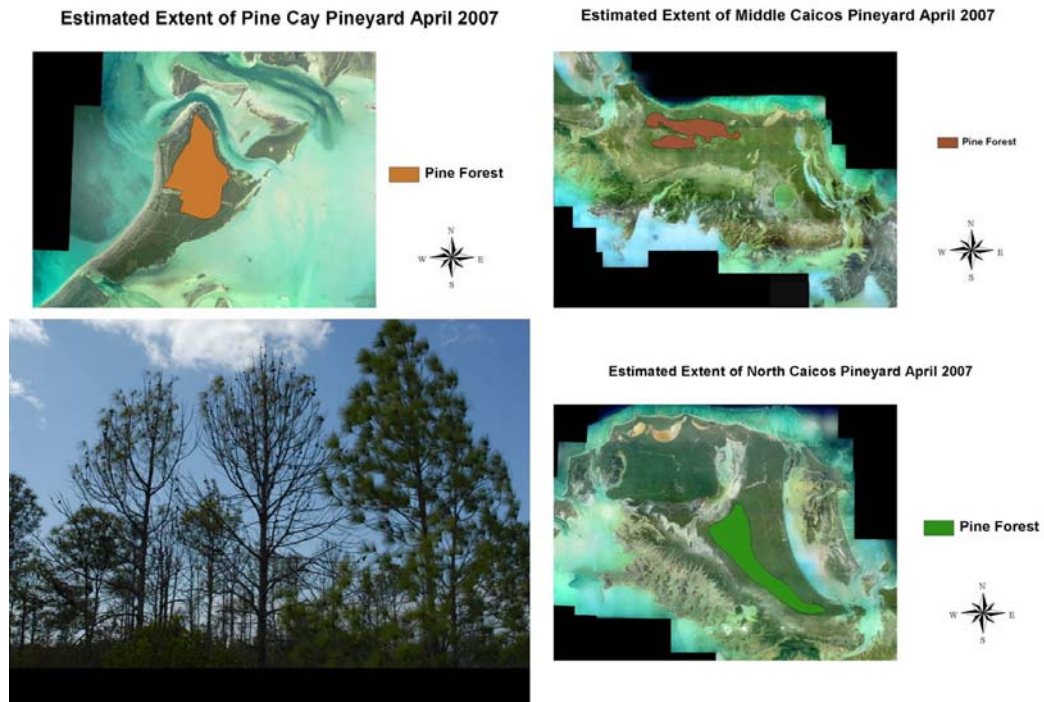 Estimated Extent of Pine Cay Pineyard April 2007
Pine Forest
N
W E
S
Estimated Extent of Middle Caicos Pineyard April 2007
Pine Forest
N
W E
S
Estimated Extent of North Caicos Pineyard April 2007
Pine Forest
N
W E
S